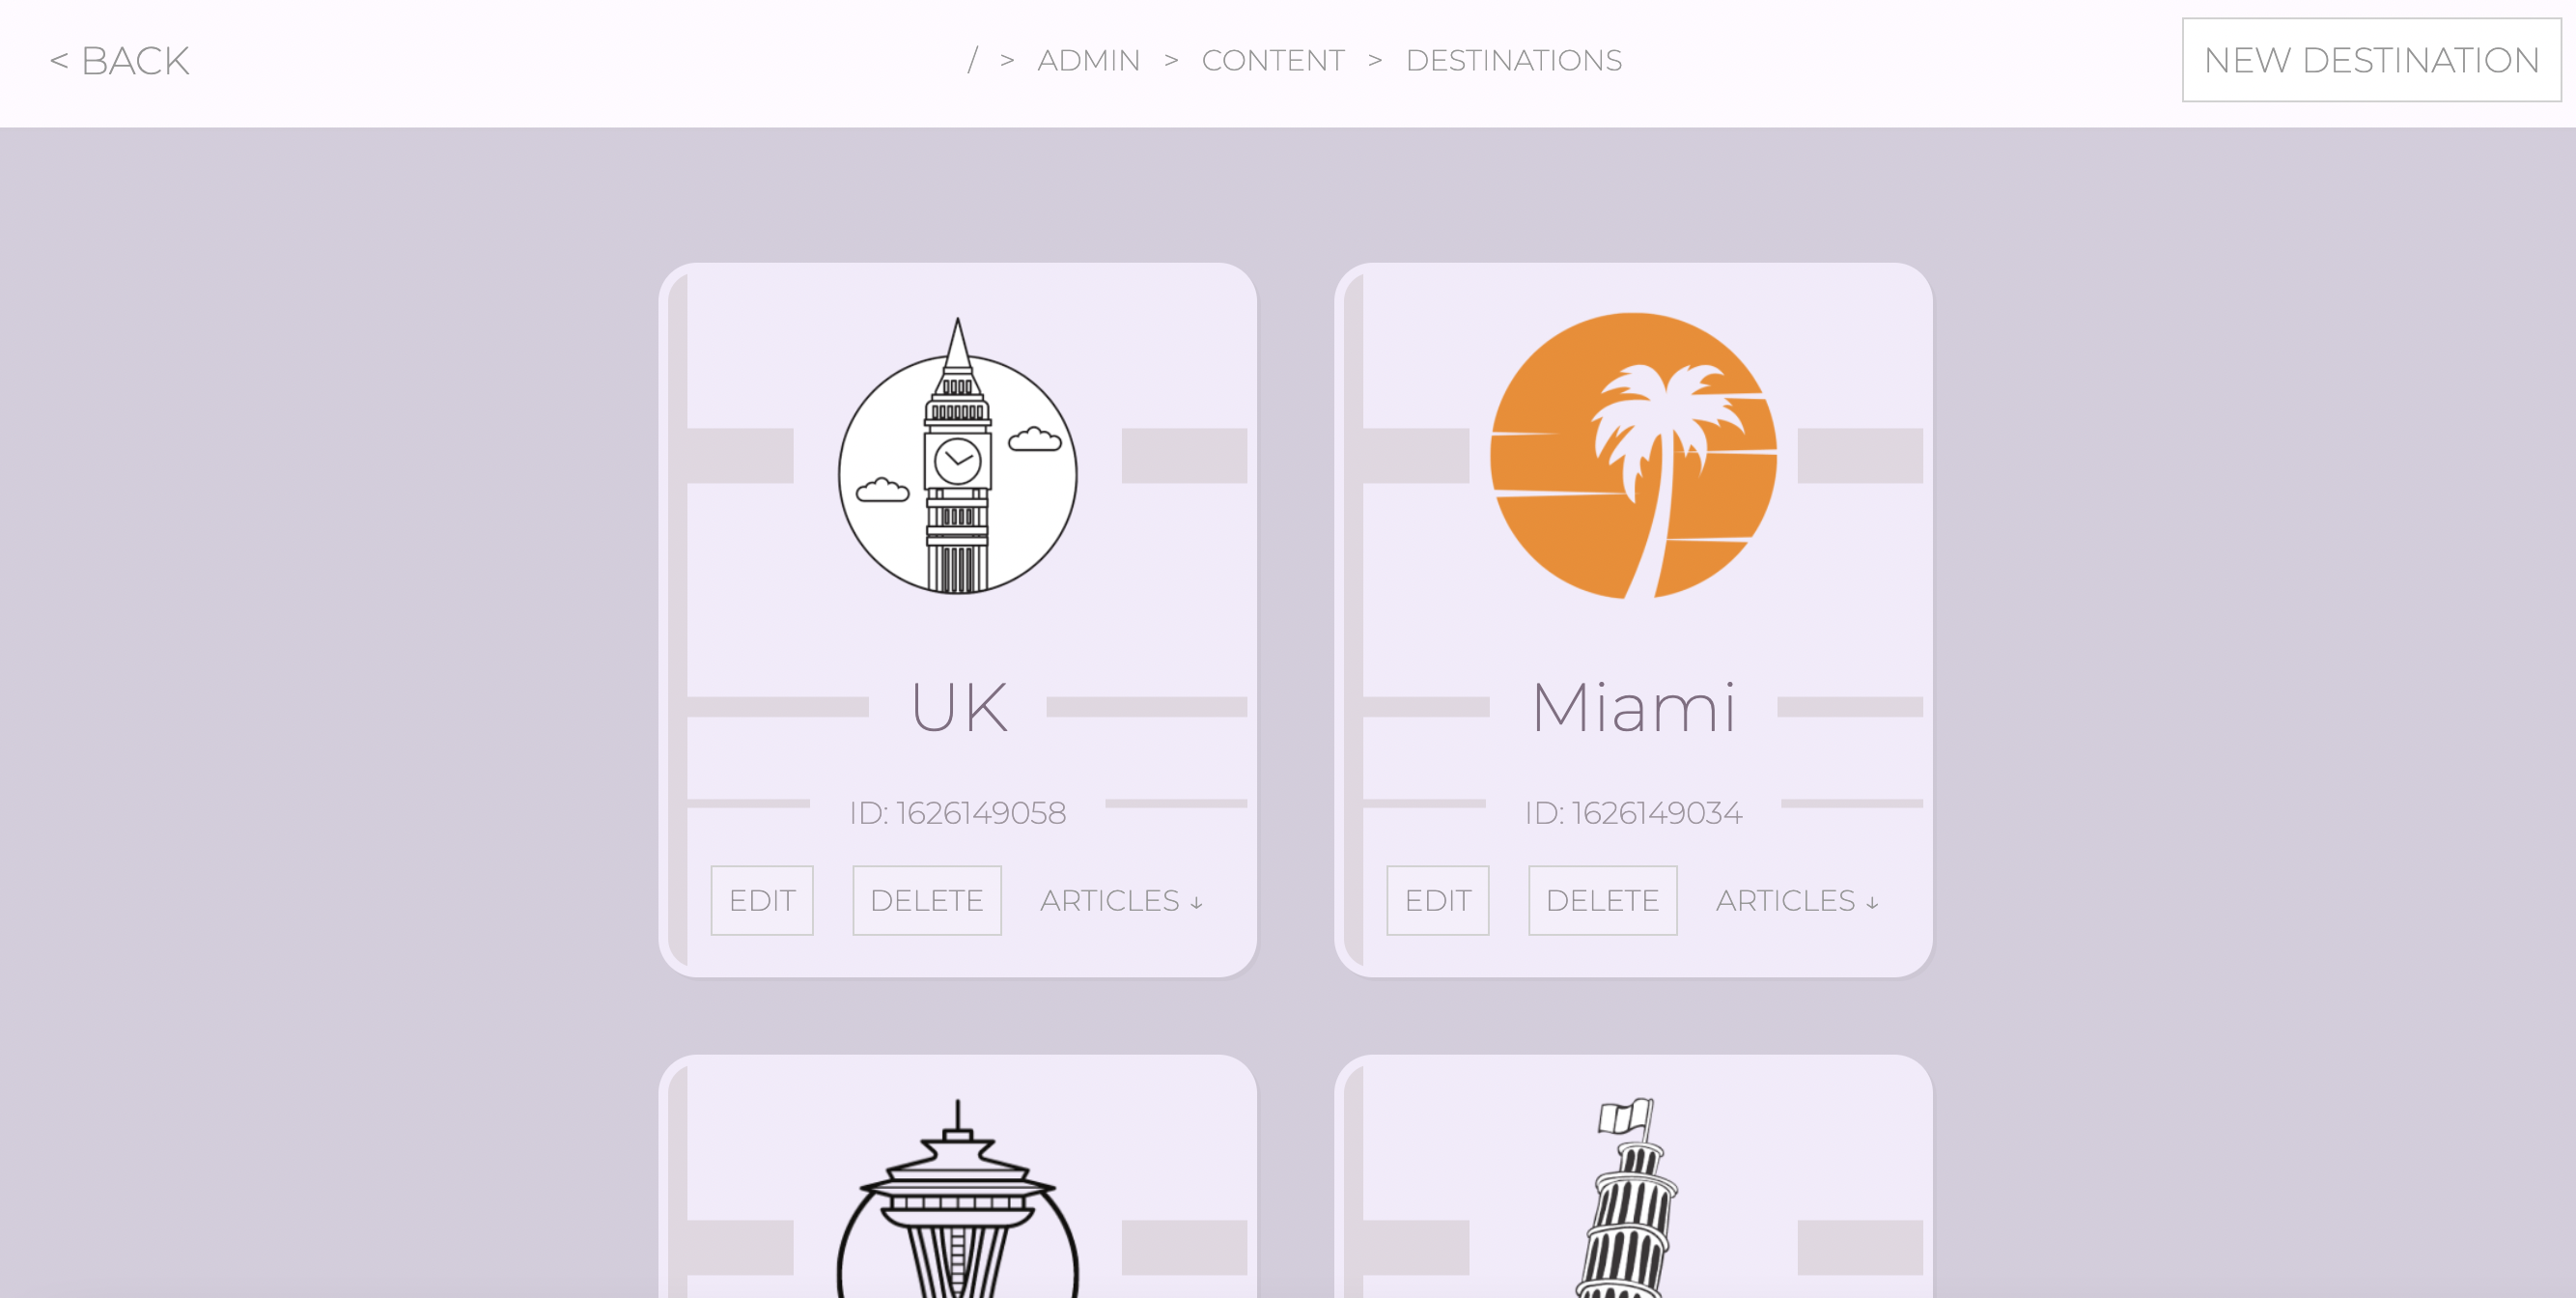 < BACK
/ > ADMIN > CONTENT > DESTINATIONS
NEW DESTINATION
UK
ID: 1626149058
EDIT DELETE ARTICLES ↓
Miami
ID: 1626149034
EDIT DELETE ARTICLES ↓